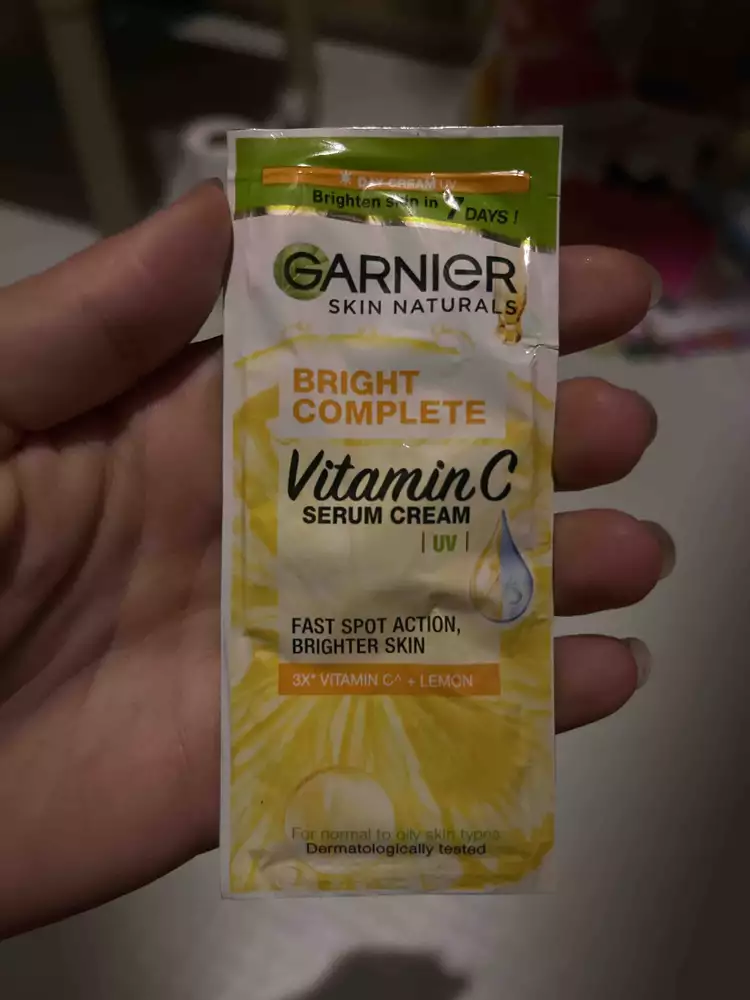 DAY CREAM UV
Brighten skin in 7 DAYS !
GARNIER
SKIN NATURALS
BRIGHT
COMPLETE
Vitamin C
SERUM CREAM
| UV |
FAST SPOT ACTION,
BRIGHTER SKIN
3X* VITAMIN C^ + LEMON
For normal to oily skin types
Dermatologically tested